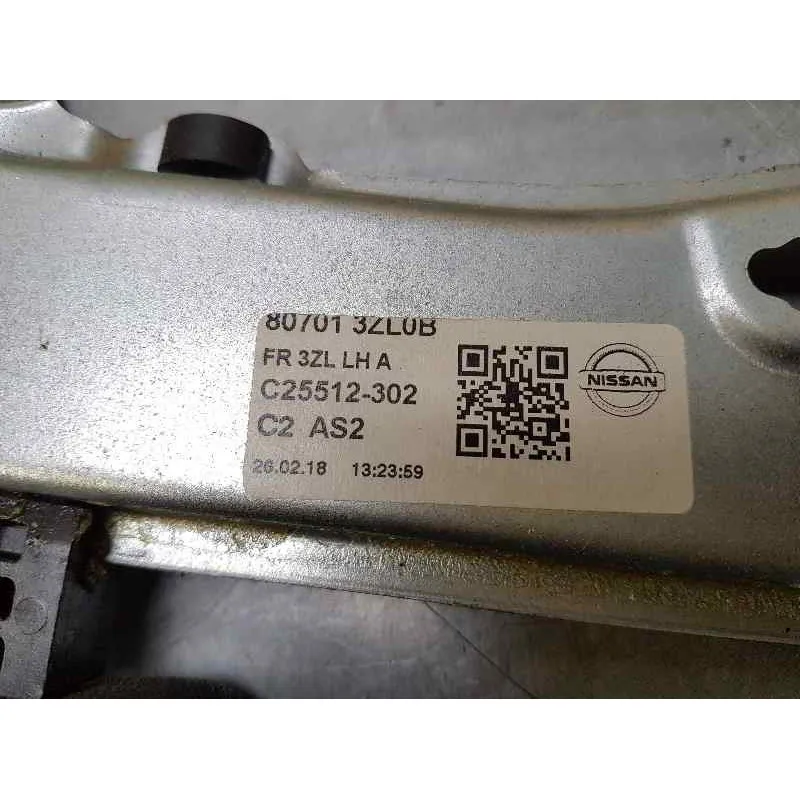 80701 3ZL0B
FR 3ZL LH A
C25512-302
C2 AS2
26.02.18 13:23:59
NISSAN